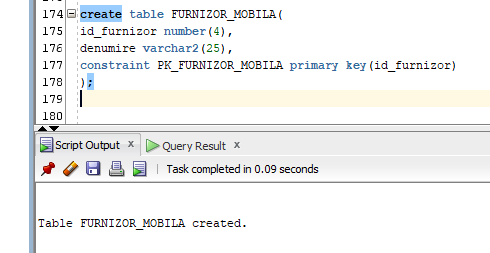 174 create table FURNIZOR_MOBILA(
175 id_furnizor number(4),
176 denumire varchar2(25),
177 constraint PK_FURNIZOR_MOBILA primary key(id_furnizor)
178 );
179
180
Script Output x Query Result x
Task completed in 0.09 seconds
Table FURNIZOR_MOBILA created.